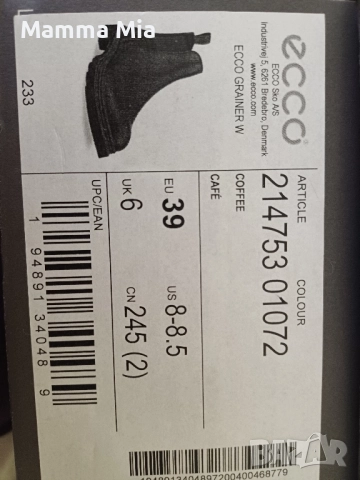 Mamma Mia
ecco®
ECCO Sko A/S
Industrivej 5, 6261 Bredebro, Denmark
www.ecco.com
ECCO GRAINER W
233
ARTICLE COLOUR
214753 01072
COFFEE
CAFÉ
EU 39 US 8-8.5
UK 6 CN 245 (2)
UPC/EAN
1 94891 34048 9
BAZAR